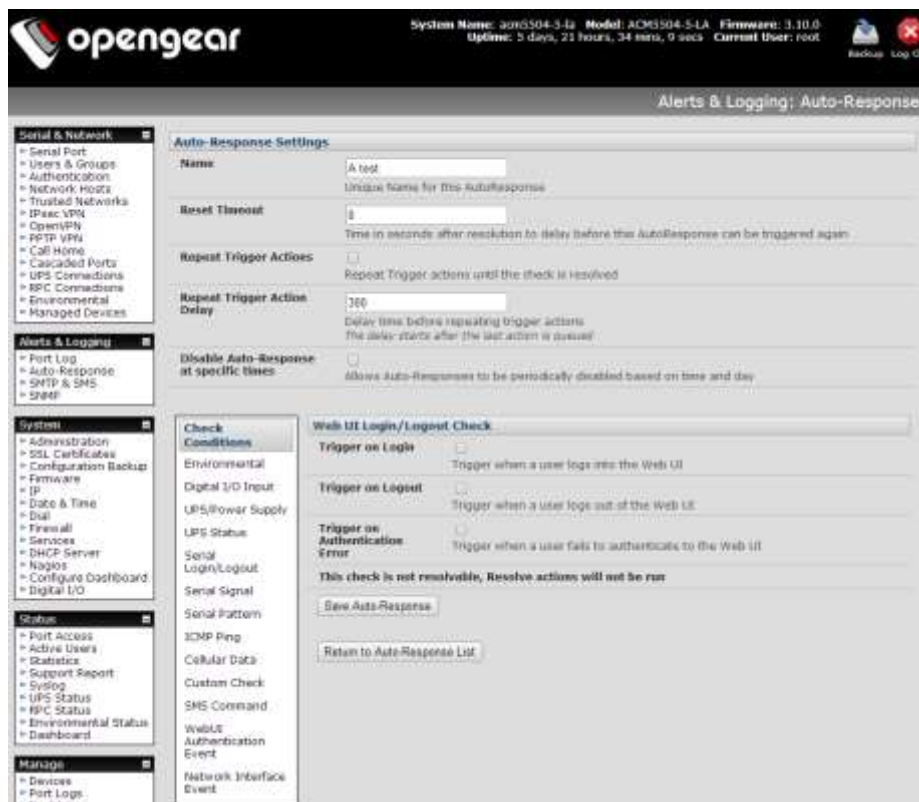 opengear
System Name: acm5504-5-la Model: ACM5504-5-LA Firmware: 3.10.0
Uptime: 5 days, 21 hours, 34 mins, 9 secs Current User: root
Backup Log O
Alerts & Logging: Auto-Response
Serial & Network
Serial Port
Users & Groups
Authentication
Network Hosts
Trusted Networks
IPsec VPN
OpenVPN
PPTP VPN
Call Home
Cascaded Ports
UPS Connections
RPC Connections
Environmental
Managed Devices
Alerts & Logging
Port Log
Auto-Response
SMTP & SMS
SNMP
System
Administration
SSL Certificates
Configuration Backup
Firmware
IP
Date & Time
Dial
Firewall
Services
DHCP Server
Nagios
Configure Dashboard
Digital I/O
Status
Port Access
Active Users
Statistics
Support Report
Syslog
UPS Status
RPC Status
Environmental Status
Dashboard
Manage
Devices
Port Logs
Auto-Response Settings
Name
A test
Unique Name for this AutoResponse
Reset Timeout
0
Time in seconds after resolution to delay before this AutoResponse can be triggered again
Repeat Trigger Actions
Repeat Trigger actions until the check is resolved
Repeat Trigger Action
Delay
300
Delay time before repeating trigger actions
The delay starts after the last action is queued
Disable Auto-Response
at specific times
Allows Auto-Responses to be periodically disabled based on time and day
Check
Conditions
Environmental
Digital I/O Input
UPS/Power Supply
UPS Status
Serial
Login/Logout
Serial Signal
Serial Pattern
ICMP Ping
Cellular Data
Custom Check
SMS Command
WebUI
Authentication
Event
Network Interface
Event
Web UI Login/Logout Check
Trigger on Login
Trigger when a user logs into the Web UI
Trigger on Logout
Trigger when a user logs out of the Web UI
Trigger on
Authentication
Error
Trigger when a user fails to authenticate to the Web UI
This check is not resolvable, Resolve actions will not be run
Save Auto-Response
Return to Auto-Response List